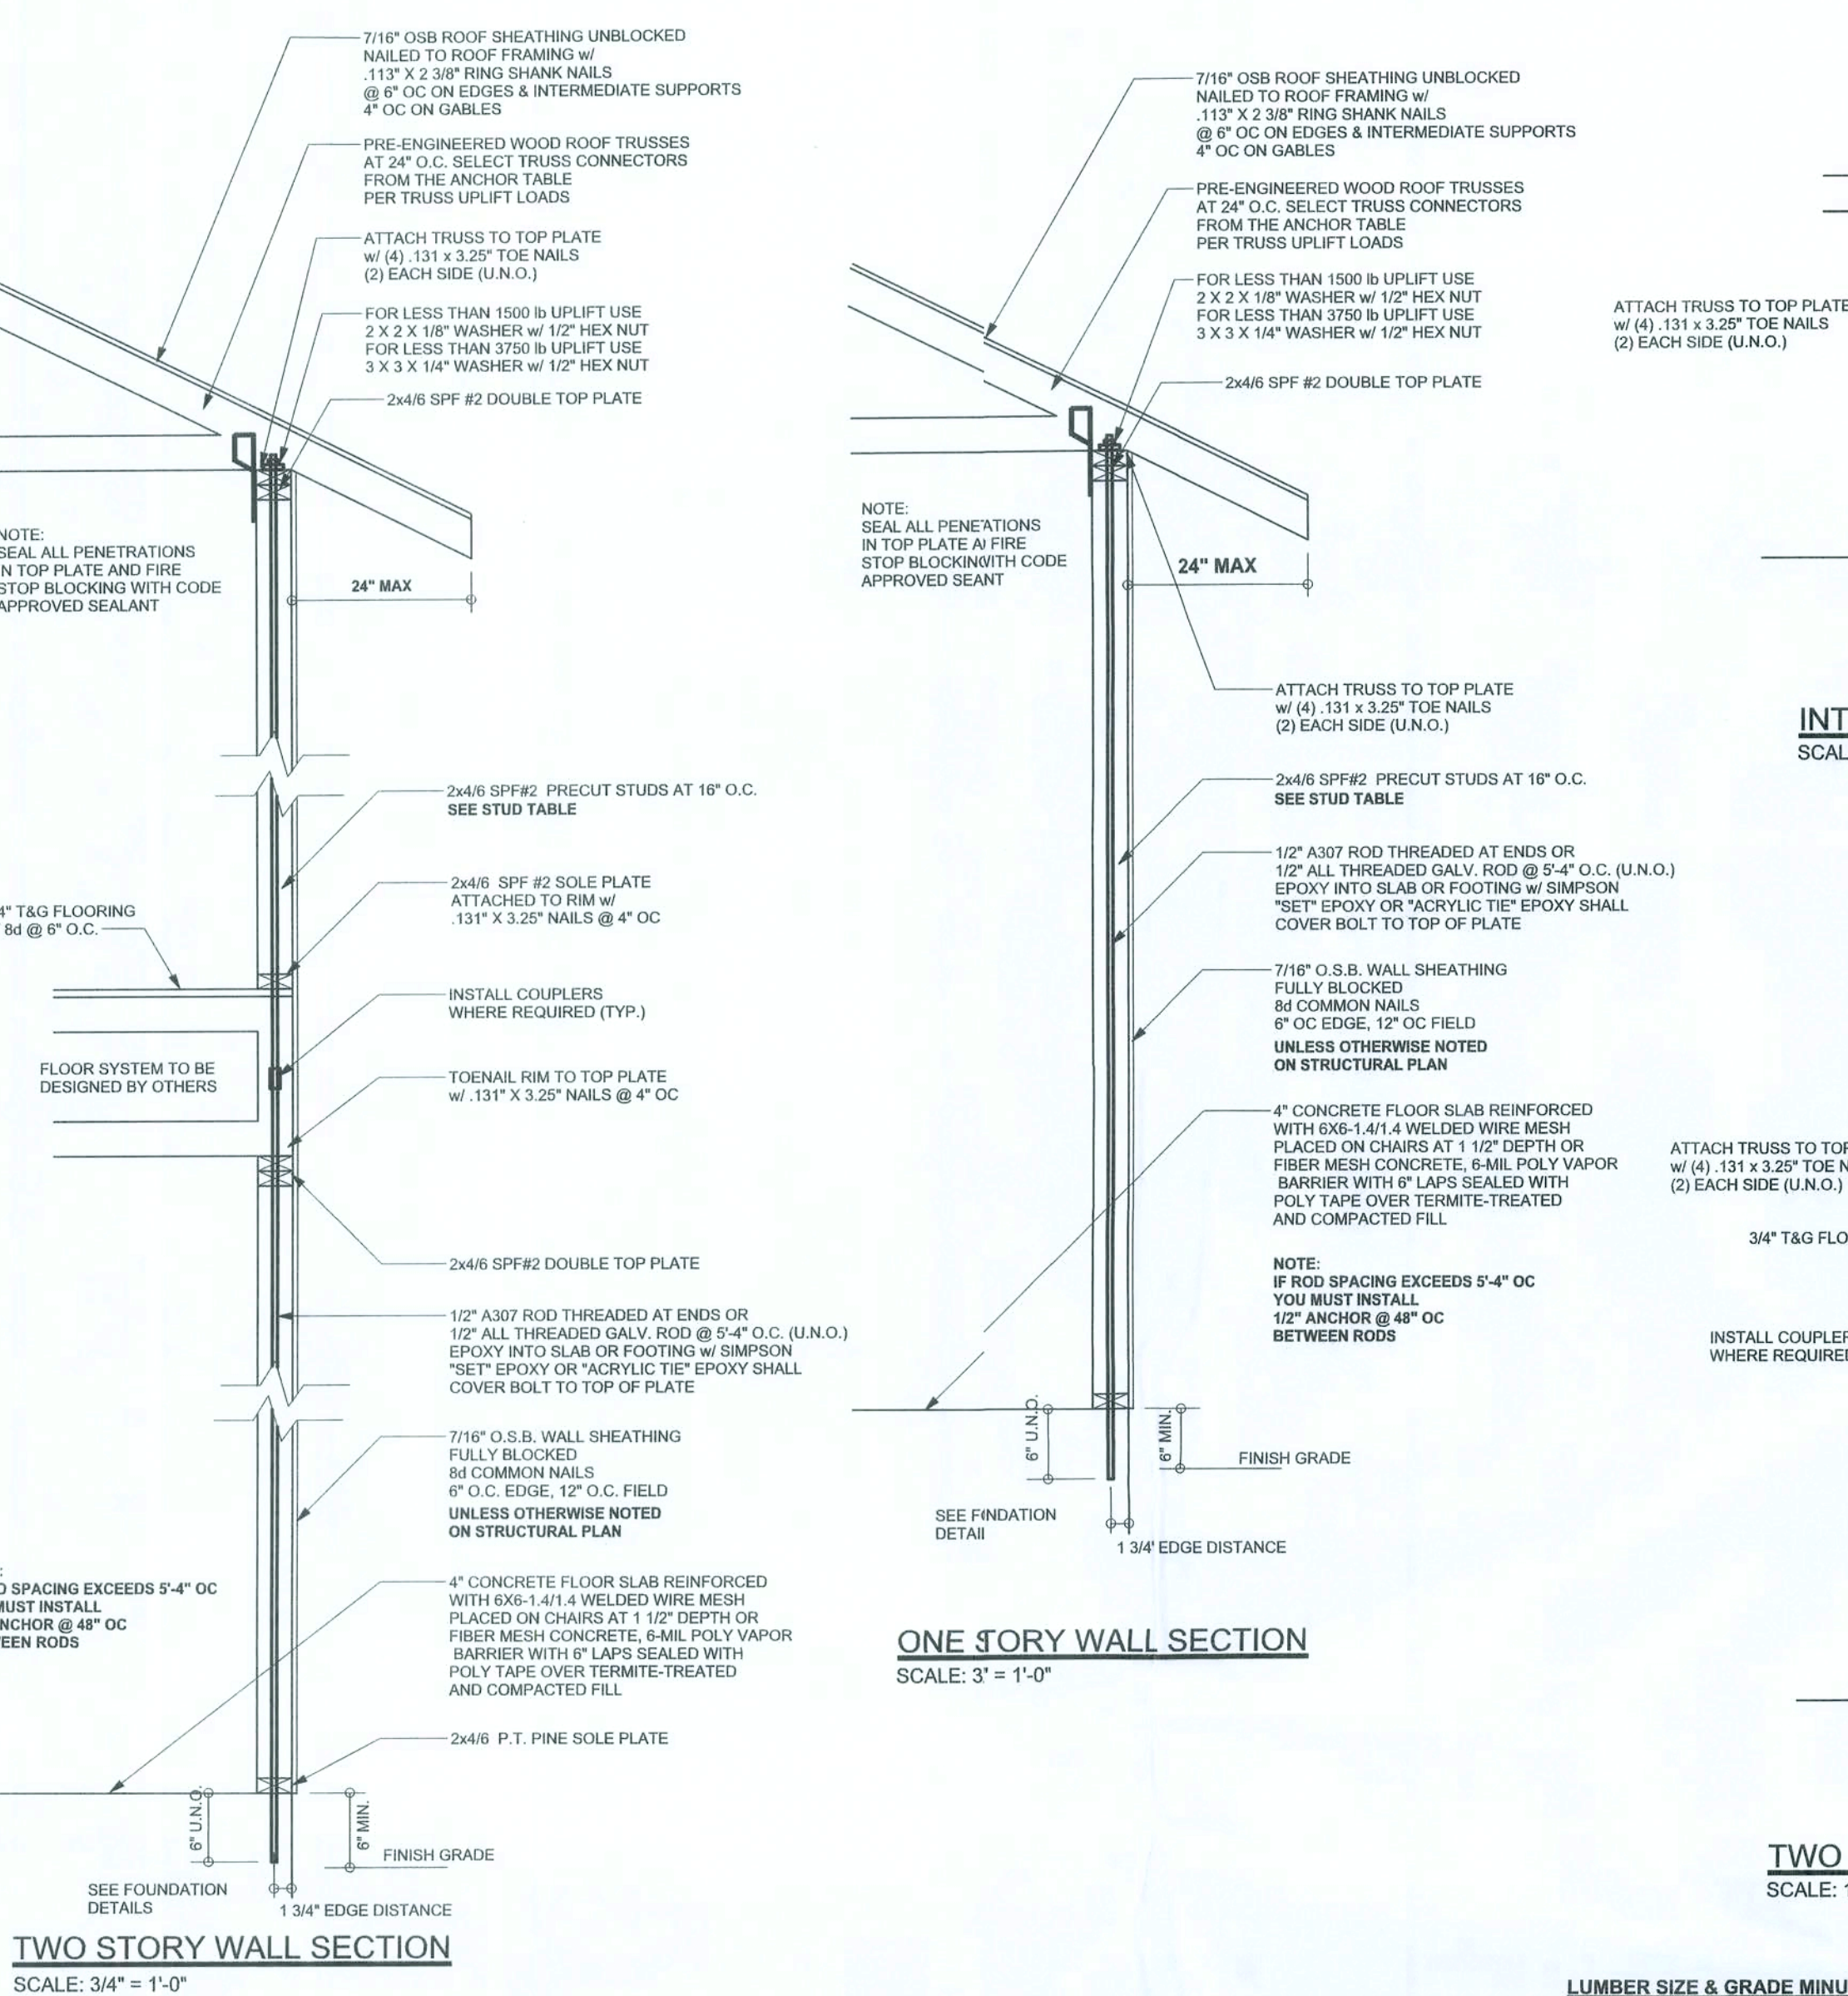 7/16" OSB ROOF SHEATHING UNBLOCKED
NAILED TO ROOF FRAMING w/
.113" X 2 3/8" RING SHANK NAILS
@ 6" OC ON EDGES & INTERMEDIATE SUPPORTS
4" OC ON GABLES
PRE-ENGINEERED WOOD ROOF TRUSSES
AT 24" O.C. SELECT TRUSS CONNECTORS
FROM THE ANCHOR TABLE
PER TRUSS UPLIFT LOADS
ATTACH TRUSS TO TOP PLATE
w/ (4) .131 x 3.25" TOE NAILS
(2) EACH SIDE (U.N.O.)
FOR LESS THAN 1500 lb UPLIFT USE
2 X 2 X 1/8" WASHER w/ 1/2" HEX NUT
FOR LESS THAN 3750 lb UPLIFT USE
3 X 3 X 1/4" WASHER w/ 1/2" HEX NUT
2x4/6 SPF #2 DOUBLE TOP PLATE
NOTE:
SEAL ALL PENETRATIONS
IN TOP PLATE AND FIRE
STOP BLOCKING WITH CODE
APPROVED SEALANT
24" MAX
2x4/6 SPF#2 PRECUT STUDS AT 16" O.C.
SEE STUD TABLE
2x4/6 SPF #2 SOLE PLATE
ATTACHED TO RIM w/
.131" X 3.25" NAILS @ 4" OC
4" T&G FLOORING
8d @ 6" O.C.
INSTALL COUPLERS
WHERE REQUIRED (TYP.)
FLOOR SYSTEM TO BE
DESIGNED BY OTHERS
TOENAIL RIM TO TOP PLATE
w/ .131" X 3.25" NAILS @ 4" OC
2x4/6 SPF#2 DOUBLE TOP PLATE
1/2" A307 ROD THREADED AT ENDS OR
1/2" ALL THREADED GALV. ROD @ 5'-4" O.C. (U.N.O.)
EPOXY INTO SLAB OR FOOTING w/ SIMPSON
"SET" EPOXY OR "ACRYLIC TIE" EPOXY SHALL
COVER BOLT TO TOP OF PLATE
7/16" O.S.B. WALL SHEATHING
FULLY BLOCKED
8d COMMON NAILS
6" O.C. EDGE, 12" O.C. FIELD
UNLESS OTHERWISE NOTED
ON STRUCTURAL PLAN
:
D SPACING EXCEEDS 5'-4" OC
MUST INSTALL
NCHOR @ 48" OC
EEN RODS
4" CONCRETE FLOOR SLAB REINFORCED
WITH 6X6-1.4/1.4 WELDED WIRE MESH
PLACED ON CHAIRS AT 1 1/2" DEPTH OR
FIBER MESH CONCRETE, 6-MIL POLY VAPOR
BARRIER WITH 6" LAPS SEALED WITH
POLY TAPE OVER TERMITE-TREATED
AND COMPACTED FILL
2x4/6 P.T. PINE SOLE PLATE
6" U.N.O.
6" MIN.
FINISH GRADE
SEE FOUNDATION
DETAILS
1 3/4" EDGE DISTANCE
TWO STORY WALL SECTION
SCALE: 3/4" = 1'-0"
7/16" OSB ROOF SHEATHING UNBLOCKED
NAILED TO ROOF FRAMING w/
.113" X 2 3/8" RING SHANK NAILS
@ 6" OC ON EDGES & INTERMEDIATE SUPPORTS
4" OC ON GABLES
PRE-ENGINEERED WOOD ROOF TRUSSES
AT 24" O.C. SELECT TRUSS CONNECTORS
FROM THE ANCHOR TABLE
PER TRUSS UPLIFT LOADS
FOR LESS THAN 1500 lb UPLIFT USE
2 X 2 X 1/8" WASHER w/ 1/2" HEX NUT
FOR LESS THAN 3750 lb UPLIFT USE
3 X 3 X 1/4" WASHER w/ 1/2" HEX NUT
2x4/6 SPF #2 DOUBLE TOP PLATE
NOTE:
SEAL ALL PENE ATIONS
IN TOP PLATE A FIRE
STOP BLOCKIN WITH CODE
APPROVED SEANT
24" MAX
ATTACH TRUSS TO TOP PLATE
w/ (4) .131 x 3.25" TOE NAILS
(2) EACH SIDE (U.N.O.)
2x4/6 SPF#2 PRECUT STUDS AT 16" O.C.
SEE STUD TABLE
1/2" A307 ROD THREADED AT ENDS OR
1/2" ALL THREADED GALV. ROD @ 5'-4" O.C. (U.N.O.)
EPOXY INTO SLAB OR FOOTING w/ SIMPSON
"SET" EPOXY OR "ACRYLIC TIE" EPOXY SHALL
COVER BOLT TO TOP OF PLATE
7/16" O.S.B. WALL SHEATHING
FULLY BLOCKED
8d COMMON NAILS
6" OC EDGE, 12" OC FIELD
UNLESS OTHERWISE NOTED
ON STRUCTURAL PLAN
4" CONCRETE FLOOR SLAB REINFORCED
WITH 6X6-1.4/1.4 WELDED WIRE MESH
PLACED ON CHAIRS AT 1 1/2" DEPTH OR
FIBER MESH CONCRETE, 6-MIL POLY VAPOR
BARRIER WITH 6" LAPS SEALED WITH
POLY TAPE OVER TERMITE-TREATED
AND COMPACTED FILL
NOTE:
IF ROD SPACING EXCEEDS 5'-4" OC
YOU MUST INSTALL
1/2" ANCHOR @ 48" OC
BETWEEN RODS
6" U.N.O.
6" MIN.
FINISH GRADE
SEE F NDATION
DETAIl
1 3/4' EDGE DISTANCE
ONE STORY WALL SECTION
SCALE: 3' = 1'-0"
ATTACH TRUSS TO TOP PLATE
w/ (4) .131 x 3.25" TOE NAILS
(2) EACH SIDE (U.N.O.)
INT
SCAL
ATTACH TRUSS TO TOP
w/ (4) .131 x 3.25" TOE N
(2) EACH SIDE (U.N.O.)
3/4" T&G FLO
INSTALL COUPLER
WHERE REQUIRED
TWO
SCALE: 1
LUMBER SIZE & GRADE MINU